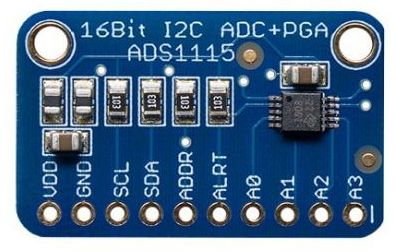 16Bit I2C ADC+PGA
ADS1115
103 103 103 103
VDD GND SCL SDA ADDR ALRT A0 A1 A2 A3